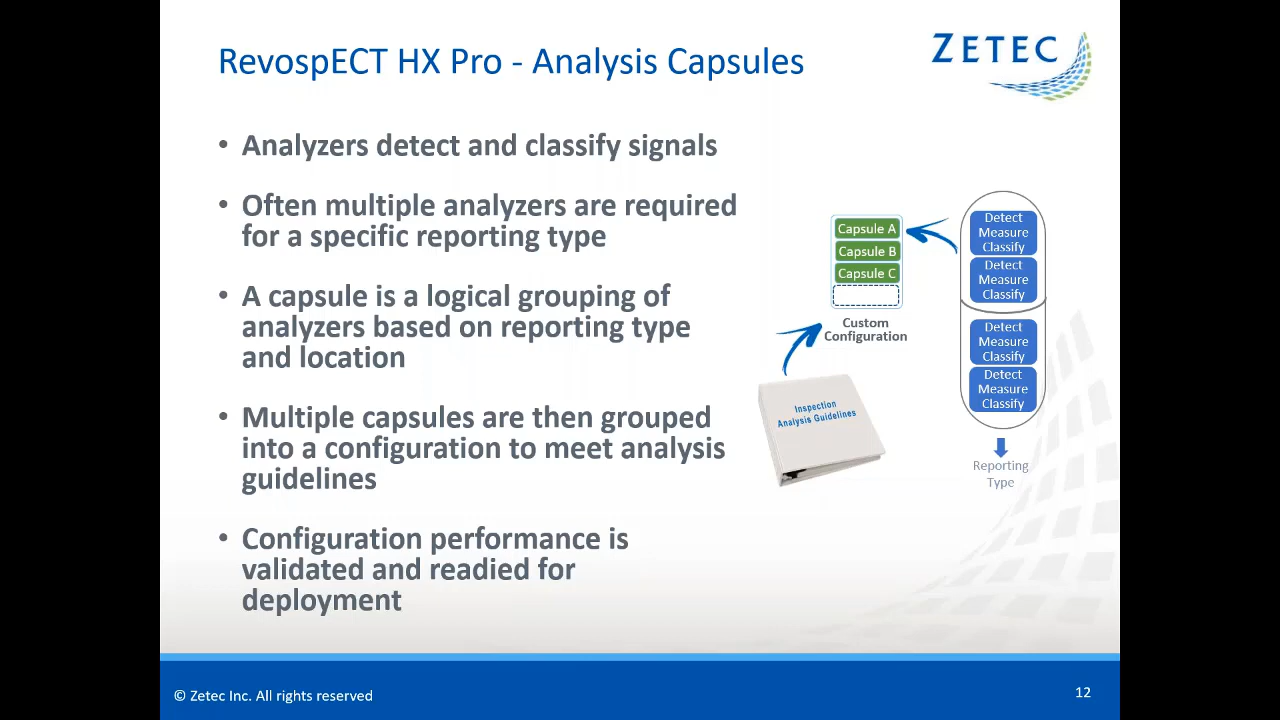 RevospECT HX Pro - Analysis Capsules
ZETEC
• Analyzers detect and classify signals
• Often multiple analyzers are required
for a specific reporting type
• A capsule is a logical grouping of
analyzers based on reporting type
and location
• Multiple capsules are then grouped
into a configuration to meet analysis
guidelines
• Configuration performance is
validated and readied for
deployment
Capsule A
Capsule B
Capsule C
Custom
Configuration
Inspection
Analysis Guidelines
Detect
Measure
Classify
Detect
Measure
Classify
Detect
Measure
Classify
Detect
Measure
Classify
Reporting
Type
© Zetec Inc. All rights reserved
12